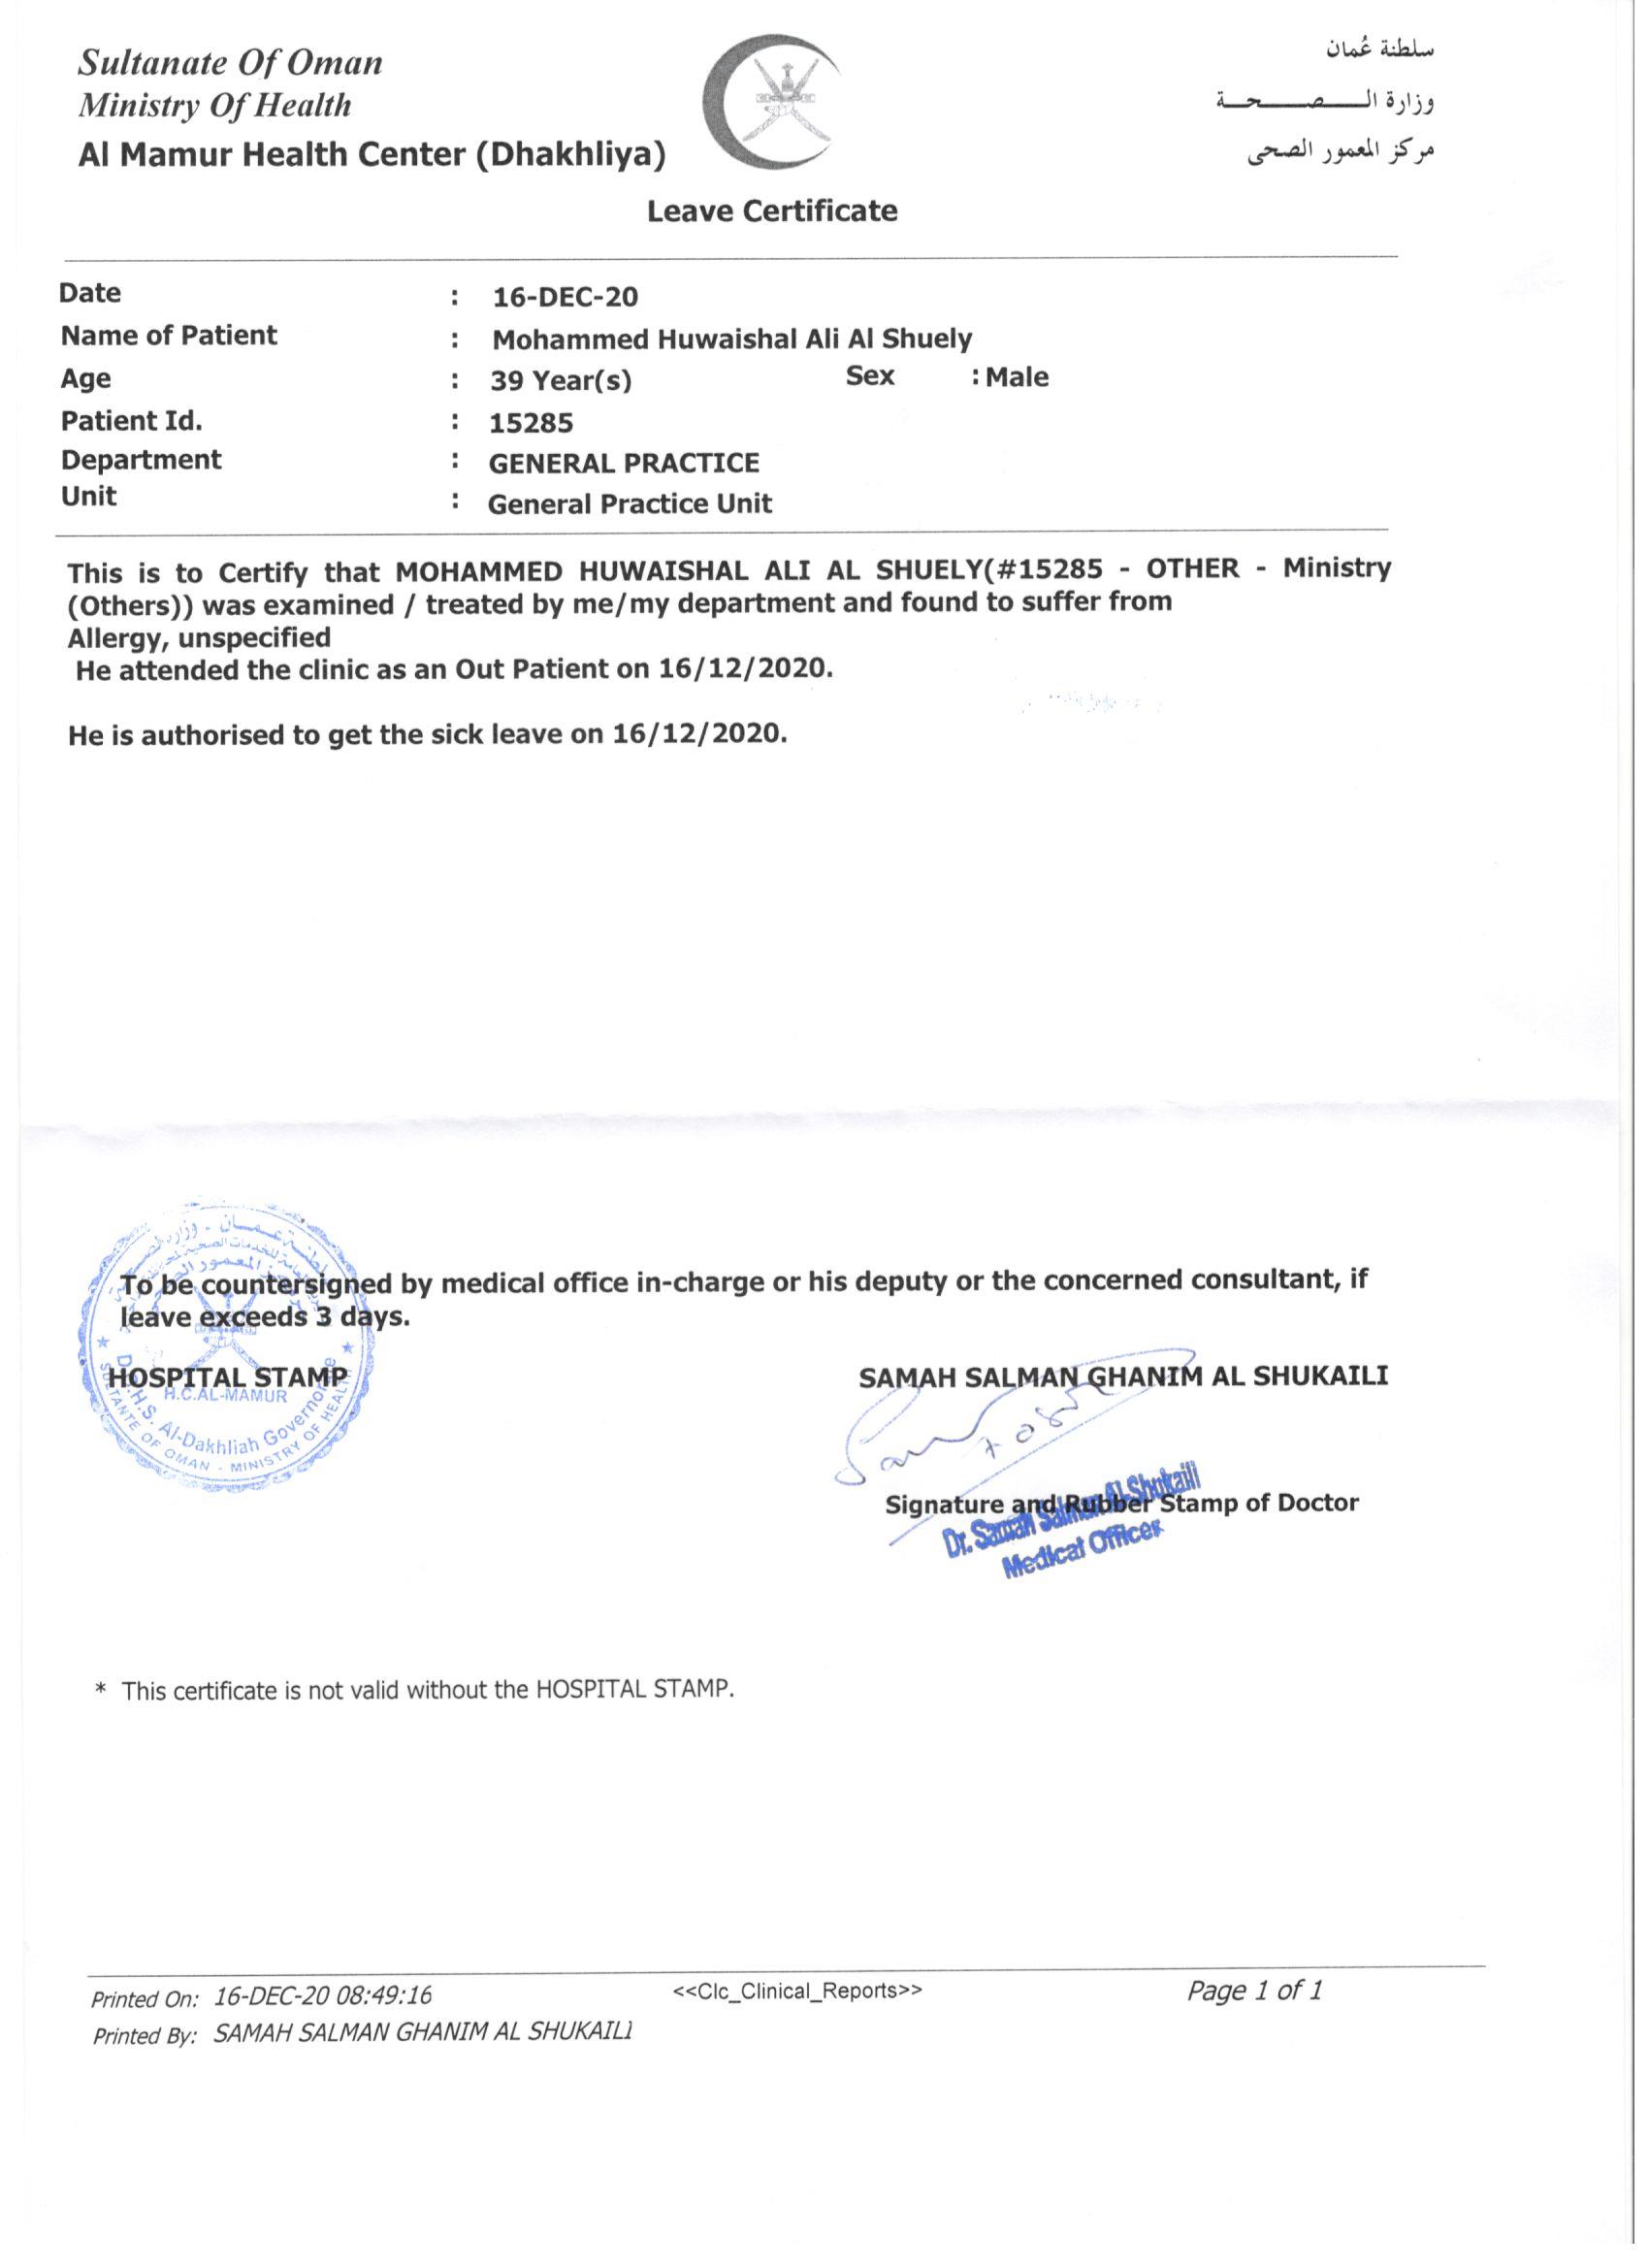 Sultanate Of Oman
Ministry Of Health
Al Mamur Health Center (Dhakhliya)
سلطنة عُمان
وزارة الـــصـــحـــة
مركز المعمور الصحى
Leave Certificate
Date : 16-DEC-20
Name of Patient : Mohammed Huwaishal Ali Al Shuely
Age : 39 Year(s) Sex : Male
Patient Id. : 15285
Department : GENERAL PRACTICE
Unit : General Practice Unit
This is to Certify that MOHAMMED HUWAISHAL ALI AL SHUELY(#15285 - OTHER - Ministry
(Others)) was examined / treated by me/my department and found to suffer from
Allergy, unspecified
He attended the clinic as an Out Patient on 16/12/2020.
He is authorised to get the sick leave on 16/12/2020.
To be countersigned by medical office in-charge or his deputy or the concerned consultant, if
leave exceeds 3 days.
HOSPITAL STAMP
H.C.AL-MAMUR
D.G.H.S. Al-Dakhliah Governorate
SULTANTE OF OMAN - MINISTRY OF HEALTH
SAMAH SALMAN GHANIM AL SHUKAILI
Signature and Rubber Stamp of Doctor
Dr. Samah Salman Al-Shukaili
Medical Officer
* This certificate is not valid without the HOSPITAL STAMP.
Printed On: 16-DEC-20 08:49:16 <<Clc_Clinical_Reports>> Page 1 of 1
Printed By: SAMAH SALMAN GHANIM AL SHUKAILI